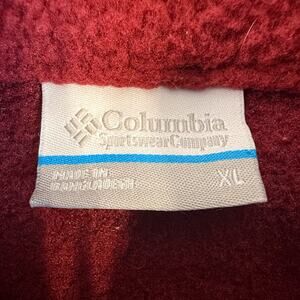 Columbia
Sportswear Company
MADE IN
BANGLADESH
XL